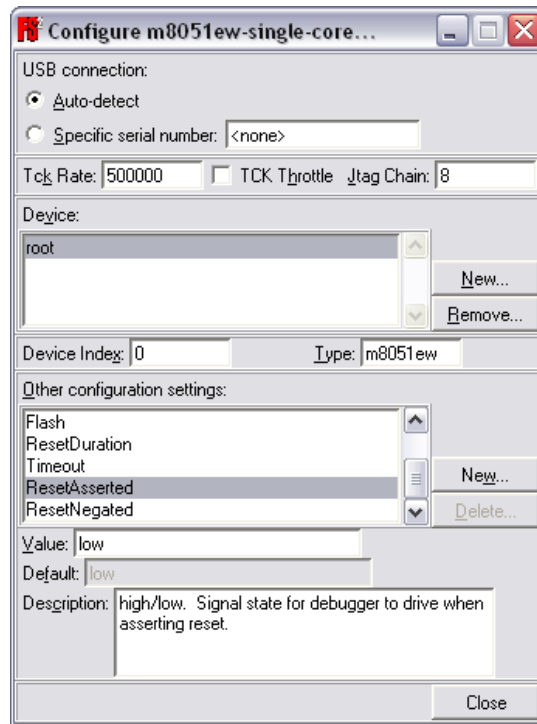 FS2 Configure m8051ew-single-core...
USB connection:
Auto-detect
Specific serial number: <none>
Tck Rate: 500000 TCK Throttle Jtag Chain: 8
Device:
root
New...
Remove...
Device Index: 0 Type: m8051ew
Other configuration settings:
Flash
ResetDuration
Timeout
ResetAsserted
ResetNegated
New...
Delete...
Value: low
Default: low
Description: high/low. Signal state for debugger to drive when
asserting reset.
Close